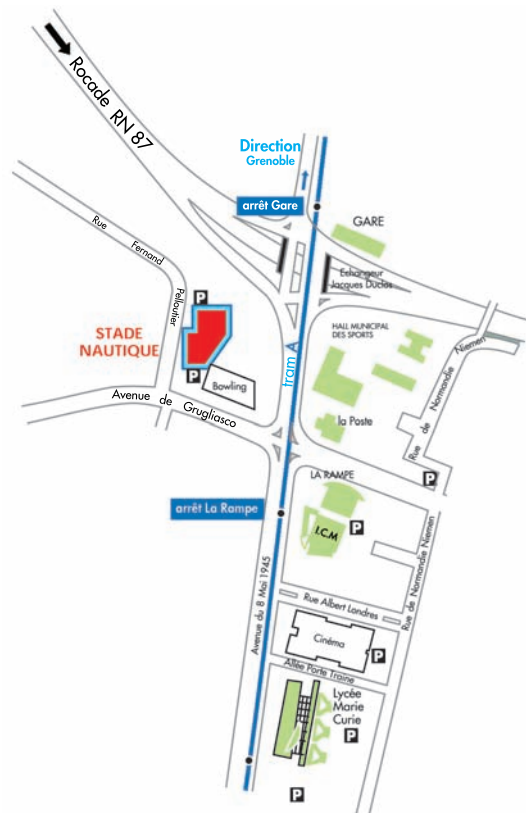 Rocade RN 87
Direction
Grenoble
arrêt Gare
GARE
Rue Fernand Pelloutier
Echangeur
Jacques Duclos
P
STADE
NAUTIQUE
HALL MUNICIPAL
DES SPORTS
Rue de Normandie Niemen
tram
P
Bowling
Avenue de Grugliasco
la Poste
LA RAMPE
P
arrêt La Rampe
I.C.M
P
Avenue du 8 Mai 1945
Rue Albert Londres
Rue de Normandie Niemen
Cinéma
P
Allée Porte Traine
Lycée
Marie
Curie
P
P